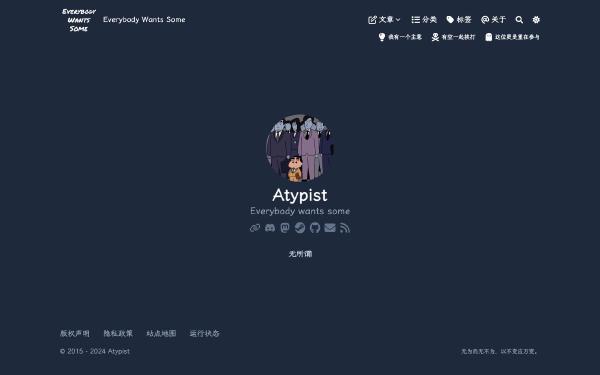 Everybody
Wants
Some
Everybody Wants Some
文章
分类
标签
关于
我有一个主意
有空一起挨打
这位更是重在参与
Atypist
Everybody wants some
无所谓
版权声明 隐私政策 站点地图 运行状态
© 2015 - 2024 Atypist
无为而无不为，以不变应万变。